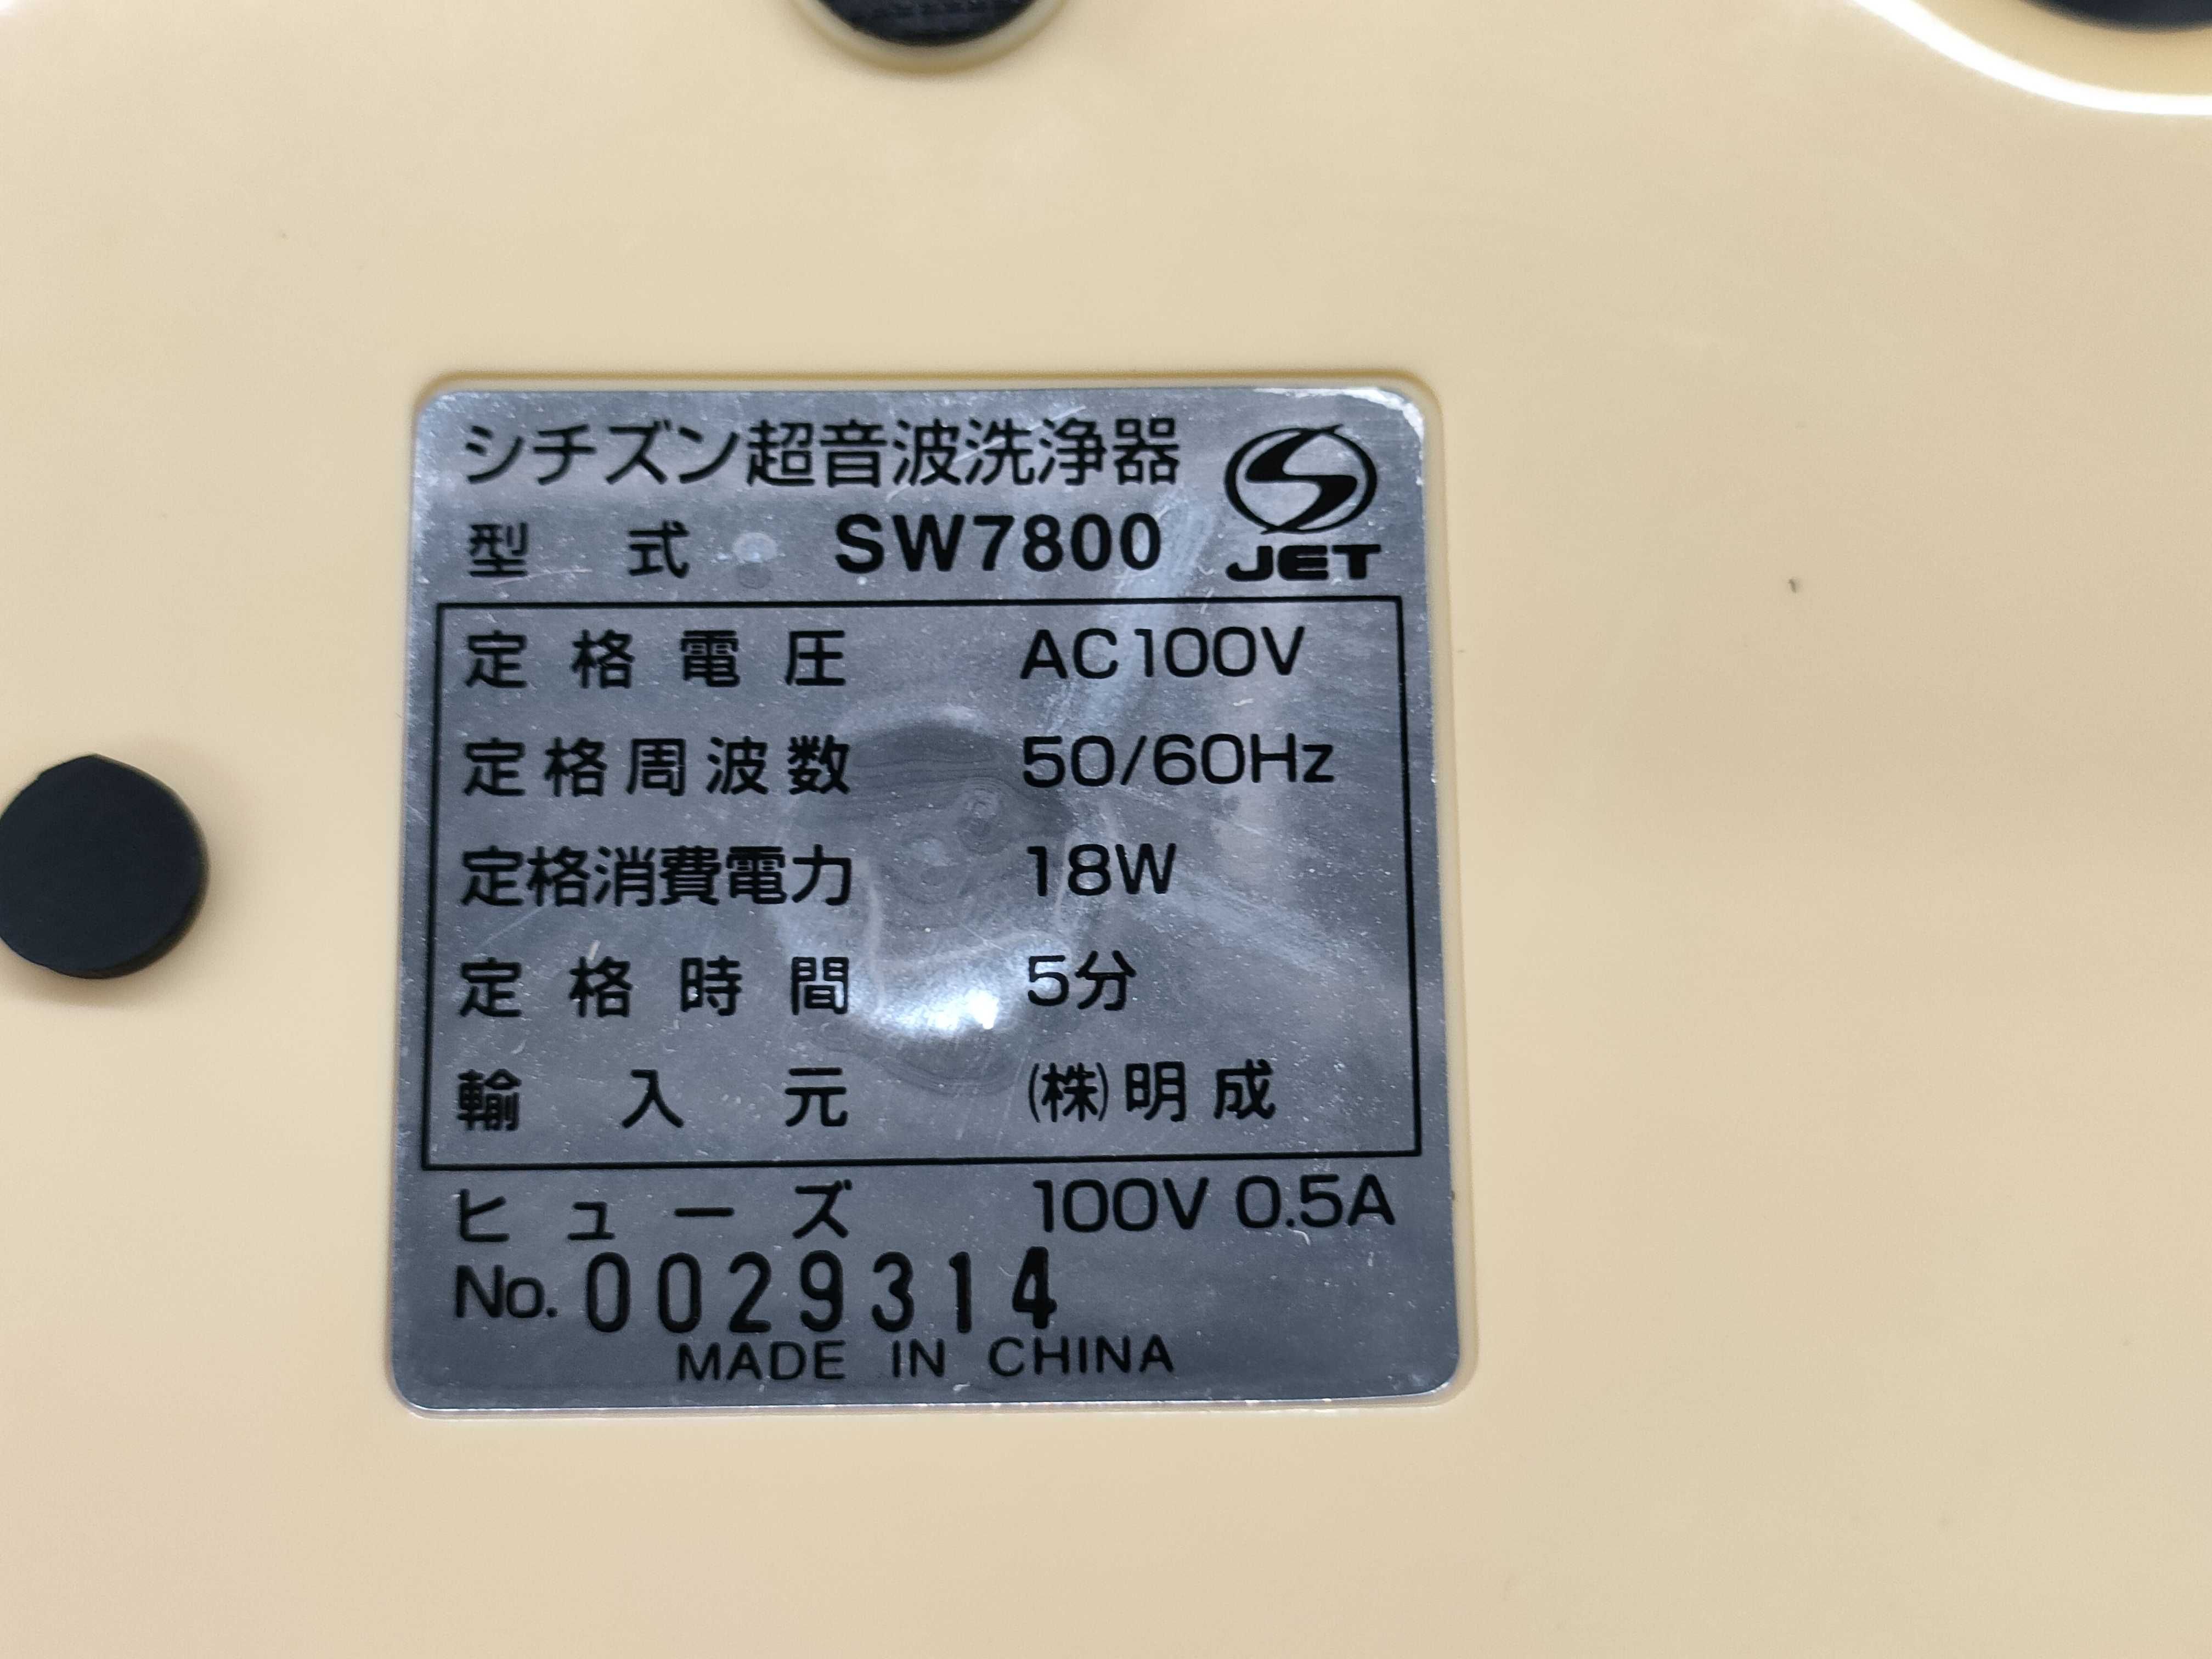 シチズン超音波洗浄器
型式 SW7800
JET
定格電圧 AC100V
定格周波数 50/60Hz
定格消費電力 18W
定格時間 5分
輸入元 (株)明成
ヒューズ 100V 0.5A
No. 0029314
MADE IN CHINA